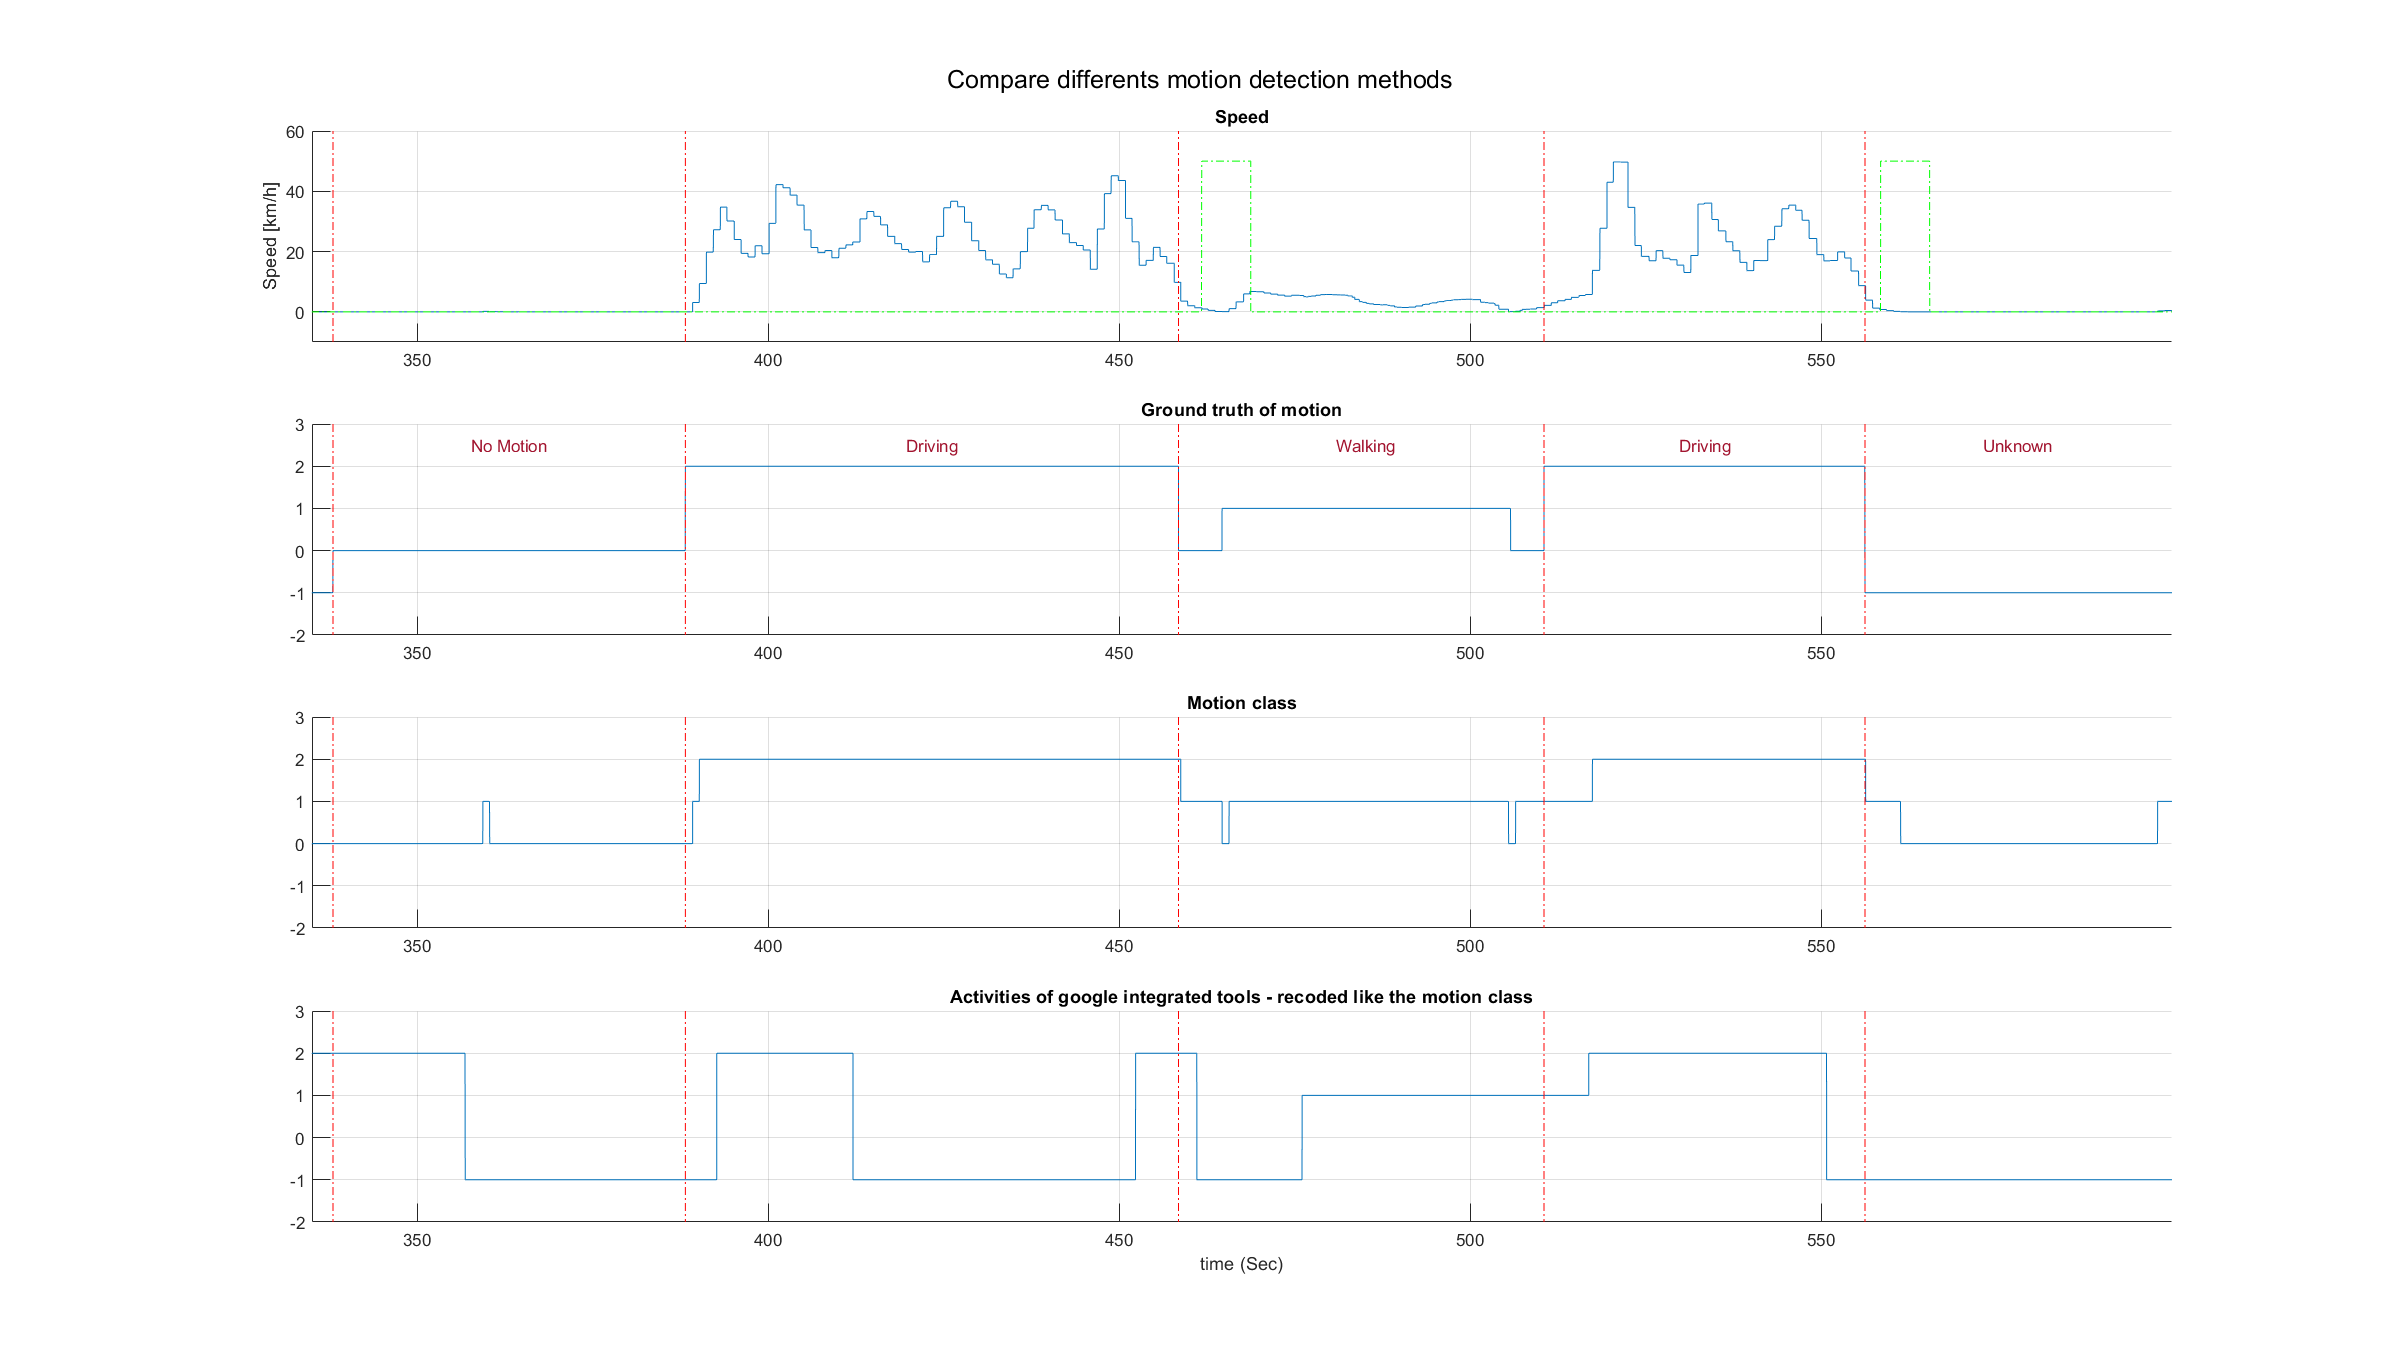 Compare differents motion detection methods
Speed
Speed [km/h]
60
40
20
0
350 400 450 500 550
Ground truth of motion
3
No Motion Driving Walking Driving Unknown
2
1
0
-1
-2
350 400 450 500 550
Motion class
3
2
1
0
-1
-2
350 400 450 500 550
Activities of google integrated tools - recoded like the motion class
3
2
1
0
-1
-2
350 400 450 500 550
time (Sec)